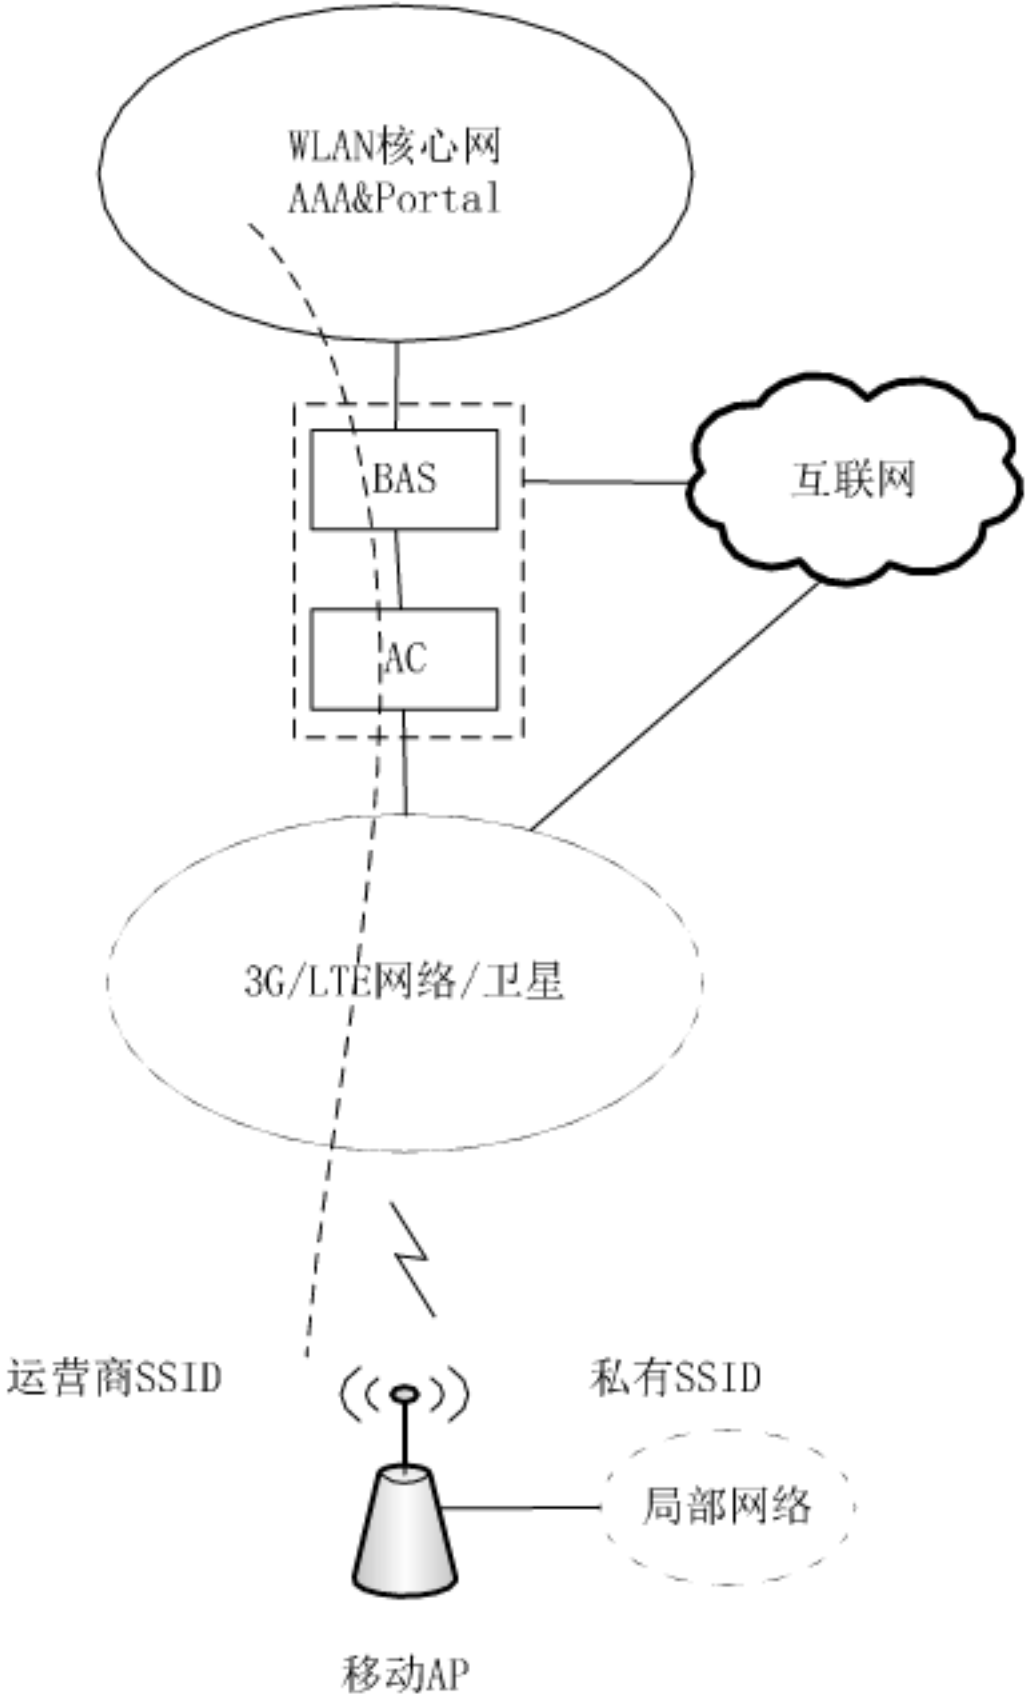 WLAN核心网
AAA&Portal
BAS
互联网
AC
3G/LTE网络/卫星
运营商SSID
私有SSID
局部网络
移动AP